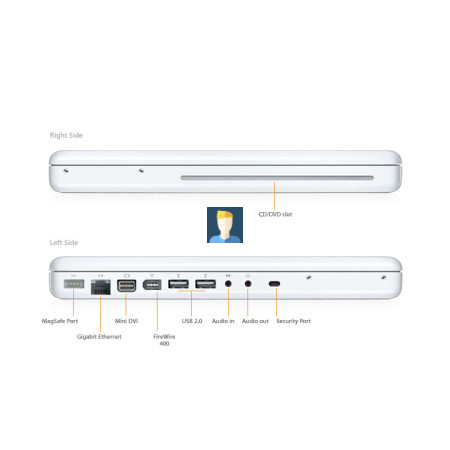 Right Side
CD/DVD slot
Left Side
MagSafe Port
Gigabit Ethernet
Mini DVI
FireWire
400
USB 2.0
Audio in
Audio out
Security Port